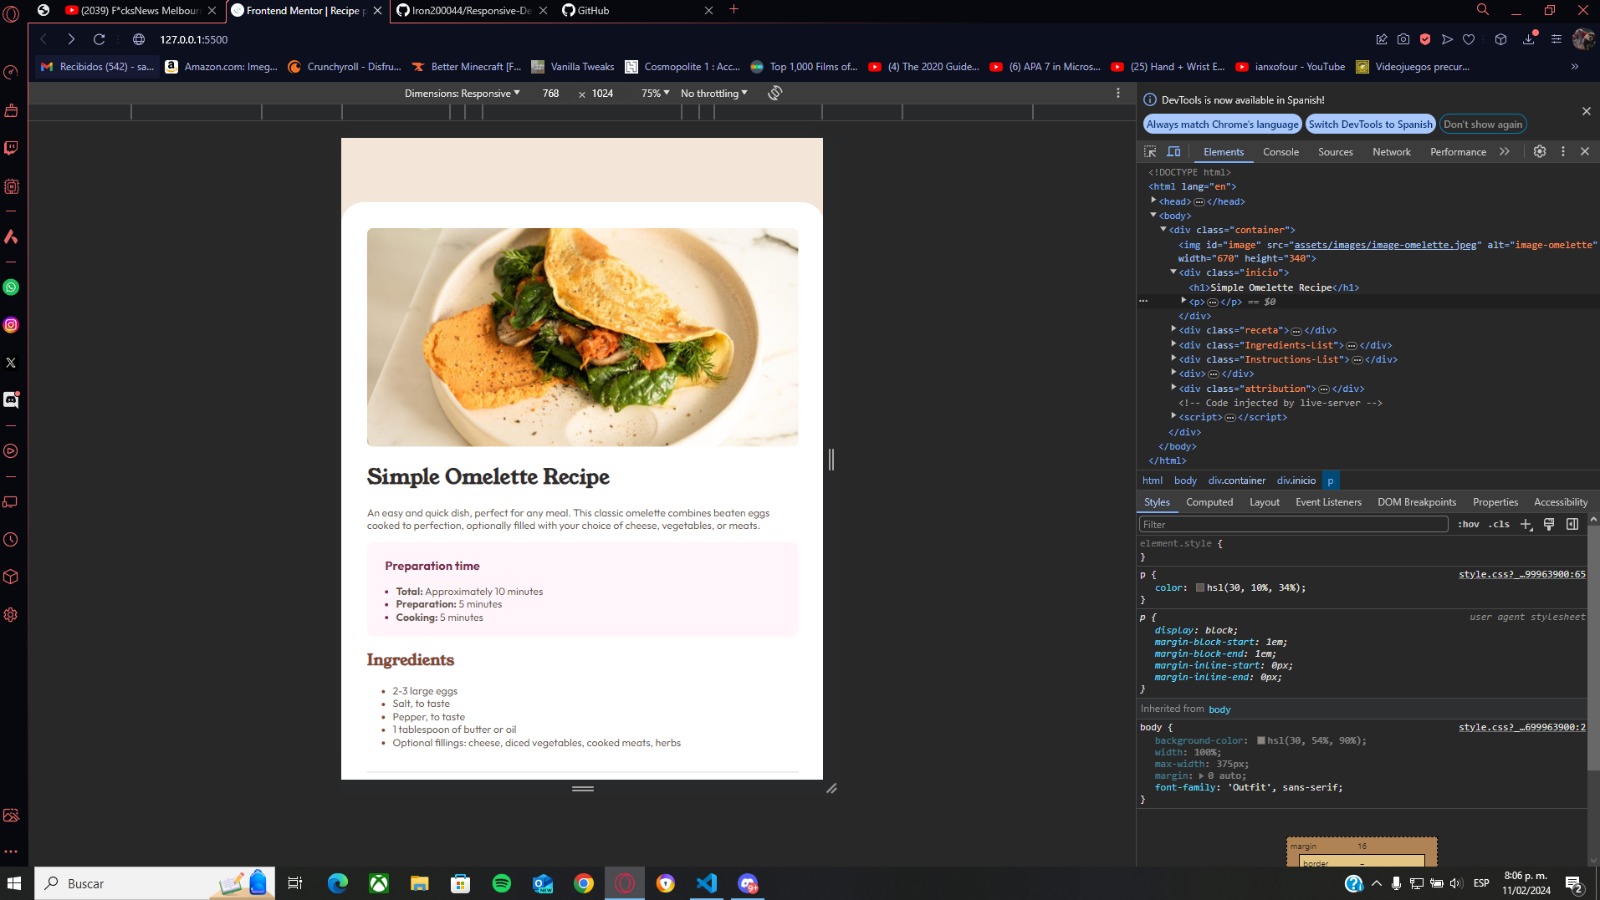 (2039) F*cksNews Melbour
Frontend Mentor | Recipe p
Iron200044/Responsive-De
GitHub
127.0.0.1:5500
Recibidos (542) - sa...
Amazon.com: Imeg...
Crunchyroll - Disfru...
Better Minecraft [F...
Vanilla Tweaks
Cosmopolite 1 : Acc...
Top 1,000 Films of...
(4) The 2020 Guide...
(6) APA 7 in Micros...
(25) Hand + Wrist E...
ianxofour - YouTube
Videojuegos precur...
Dimensions: Responsive 768 x 1024 75% No throttling
Simple Omelette Recipe
An easy and quick dish, perfect for any meal. This classic omelette combines beaten eggs
cooked to perfection, optionally filled with your choice of cheese, vegetables, or meats.
Preparation time
• Total: Approximately 10 minutes
• Preparation: 5 minutes
• Cooking: 5 minutes
Ingredients
• 2-3 large eggs
• Salt, to taste
• Pepper, to taste
• 1 tablespoon of butter or oil
• Optional fillings: cheese, diced vegetables, cooked meats, herbs
DevTools is now available in Spanish!
Always match Chrome's language Switch DevTools to Spanish Don't show again
Elements Console Sources Network Performance
<!DOCTYPE html>
<html lang="en">
<head>…</head>
<body>
<div class="container">
<img id="image" src="assets/images/image-omelette.jpeg" alt="image-omelette"
width="670" height="340">
<div class="inicio">
<h1>Simple Omelette Recipe</h1>
<p>…</p> == $0
</div>
<div class="receta">…</div>
<div class="Ingredients-List">…</div>
<div class="Instructions-List">…</div>
<div>…</div>
<div class="attribution">…</div>
<!-- Code injected by live-server -->
<script>…</script>
</div>
</body>
</html>
html body div.container div.inicio p
Styles Computed Layout Event Listeners DOM Breakpoints Properties Accessibility
Filter :hov .cls
element.style {
}
p { style.css?_…99963900:65
color: hsl(30, 10%, 34%);
}
p { user agent stylesheet
display: block;
margin-block-start: 1em;
margin-block-end: 1em;
margin-inline-start: 0px;
margin-inline-end: 0px;
}
Inherited from body
body { style.css?_…699963900:2
background-color: hsl(30, 54%, 90%);
width: 100%;
max-width: 375px;
margin: 0 auto;
font-family: 'Outfit', sans-serif;
}
margin 16
border –
Buscar
ESP
8:06 p. m.
11/02/2024
2